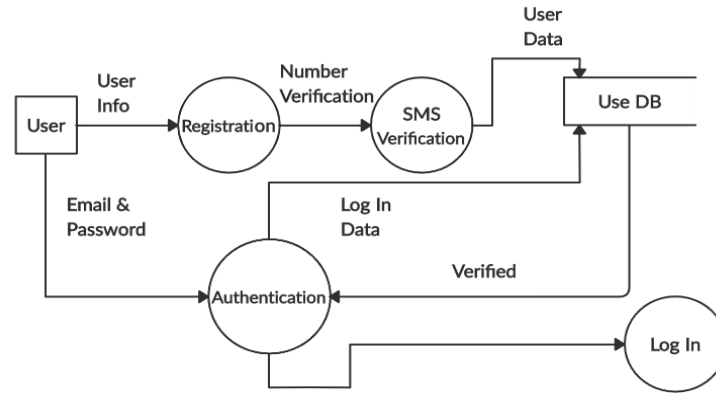 User
Data
User
Info
Number
Verification
User
Registration
SMS
Verification
Use DB
Email &
Password
Log In
Data
Authentication
Verified
Log In